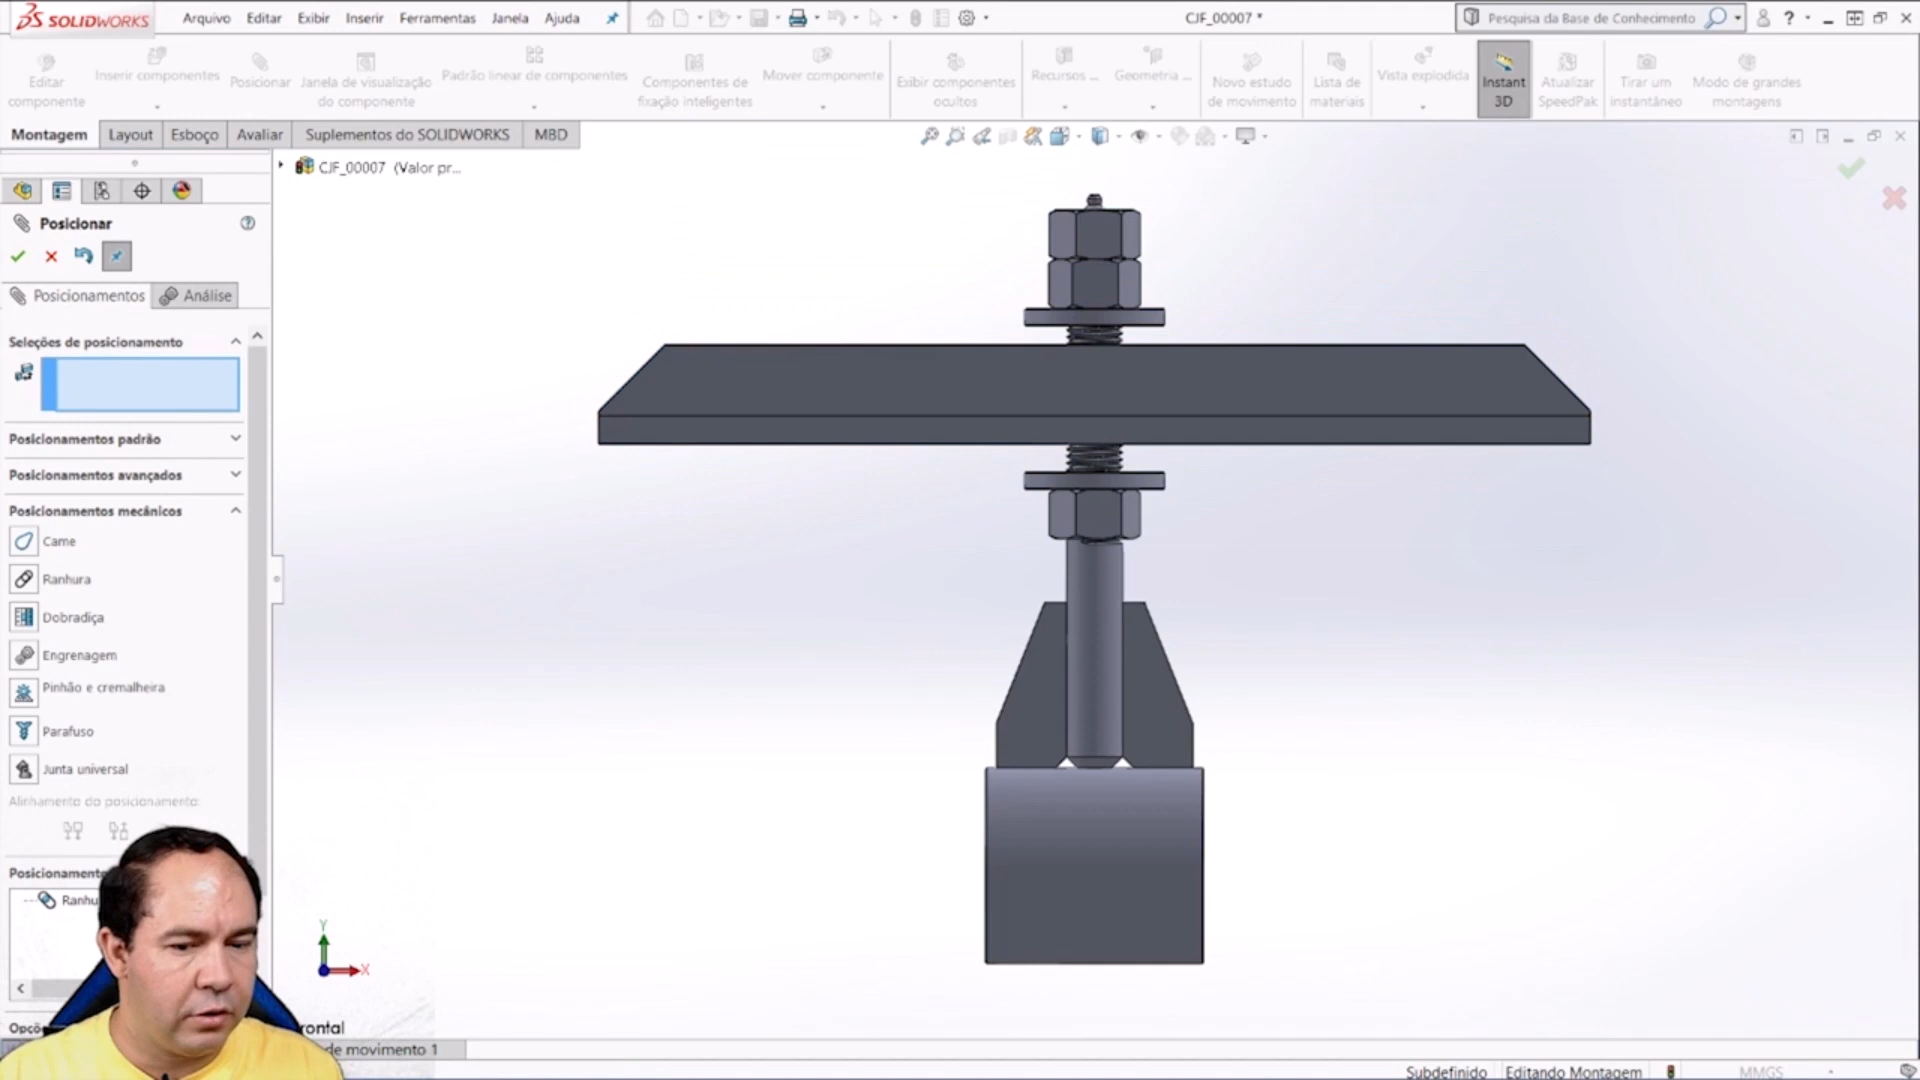 SOLIDWORKS Arquivo Editar Exibir Inserir Ferramentas Janela Ajuda CJF_00007 * Pesquisa da Base de Conhecimento ?
Editar componente
Inserir componentes
Posicionar
Janela de visualização do componente
Padrão linear de componentes
Componentes de fixação inteligentes
Mover componente
Exibir componentes ocultos
Recursos ...
Geometria ...
Novo estudo de movimento
Lista de materiais
Vista explodida
Instant 3D
Atualizar SpeedPak
Tirar um instantâneo
Modo de grandes montagens
Montagem Layout Esboço Avaliar Suplementos do SOLIDWORKS MBD
CJF_00007 (Valor pr...
Posicionar
Posicionamentos Análise
Seleções de posicionamento
Posicionamentos padrão
Posicionamentos avançados
Posicionamentos mecânicos
Came
Ranhura
Dobradiça
Engrenagem
Pinhão e cremalheira
Parafuso
Junta universal
Alinhamento do posicionamento:
Posicionamento
Ranhu
Opçõ
Y
X
rontal
de movimento 1
Subdefinido Editando Montagem MMGS